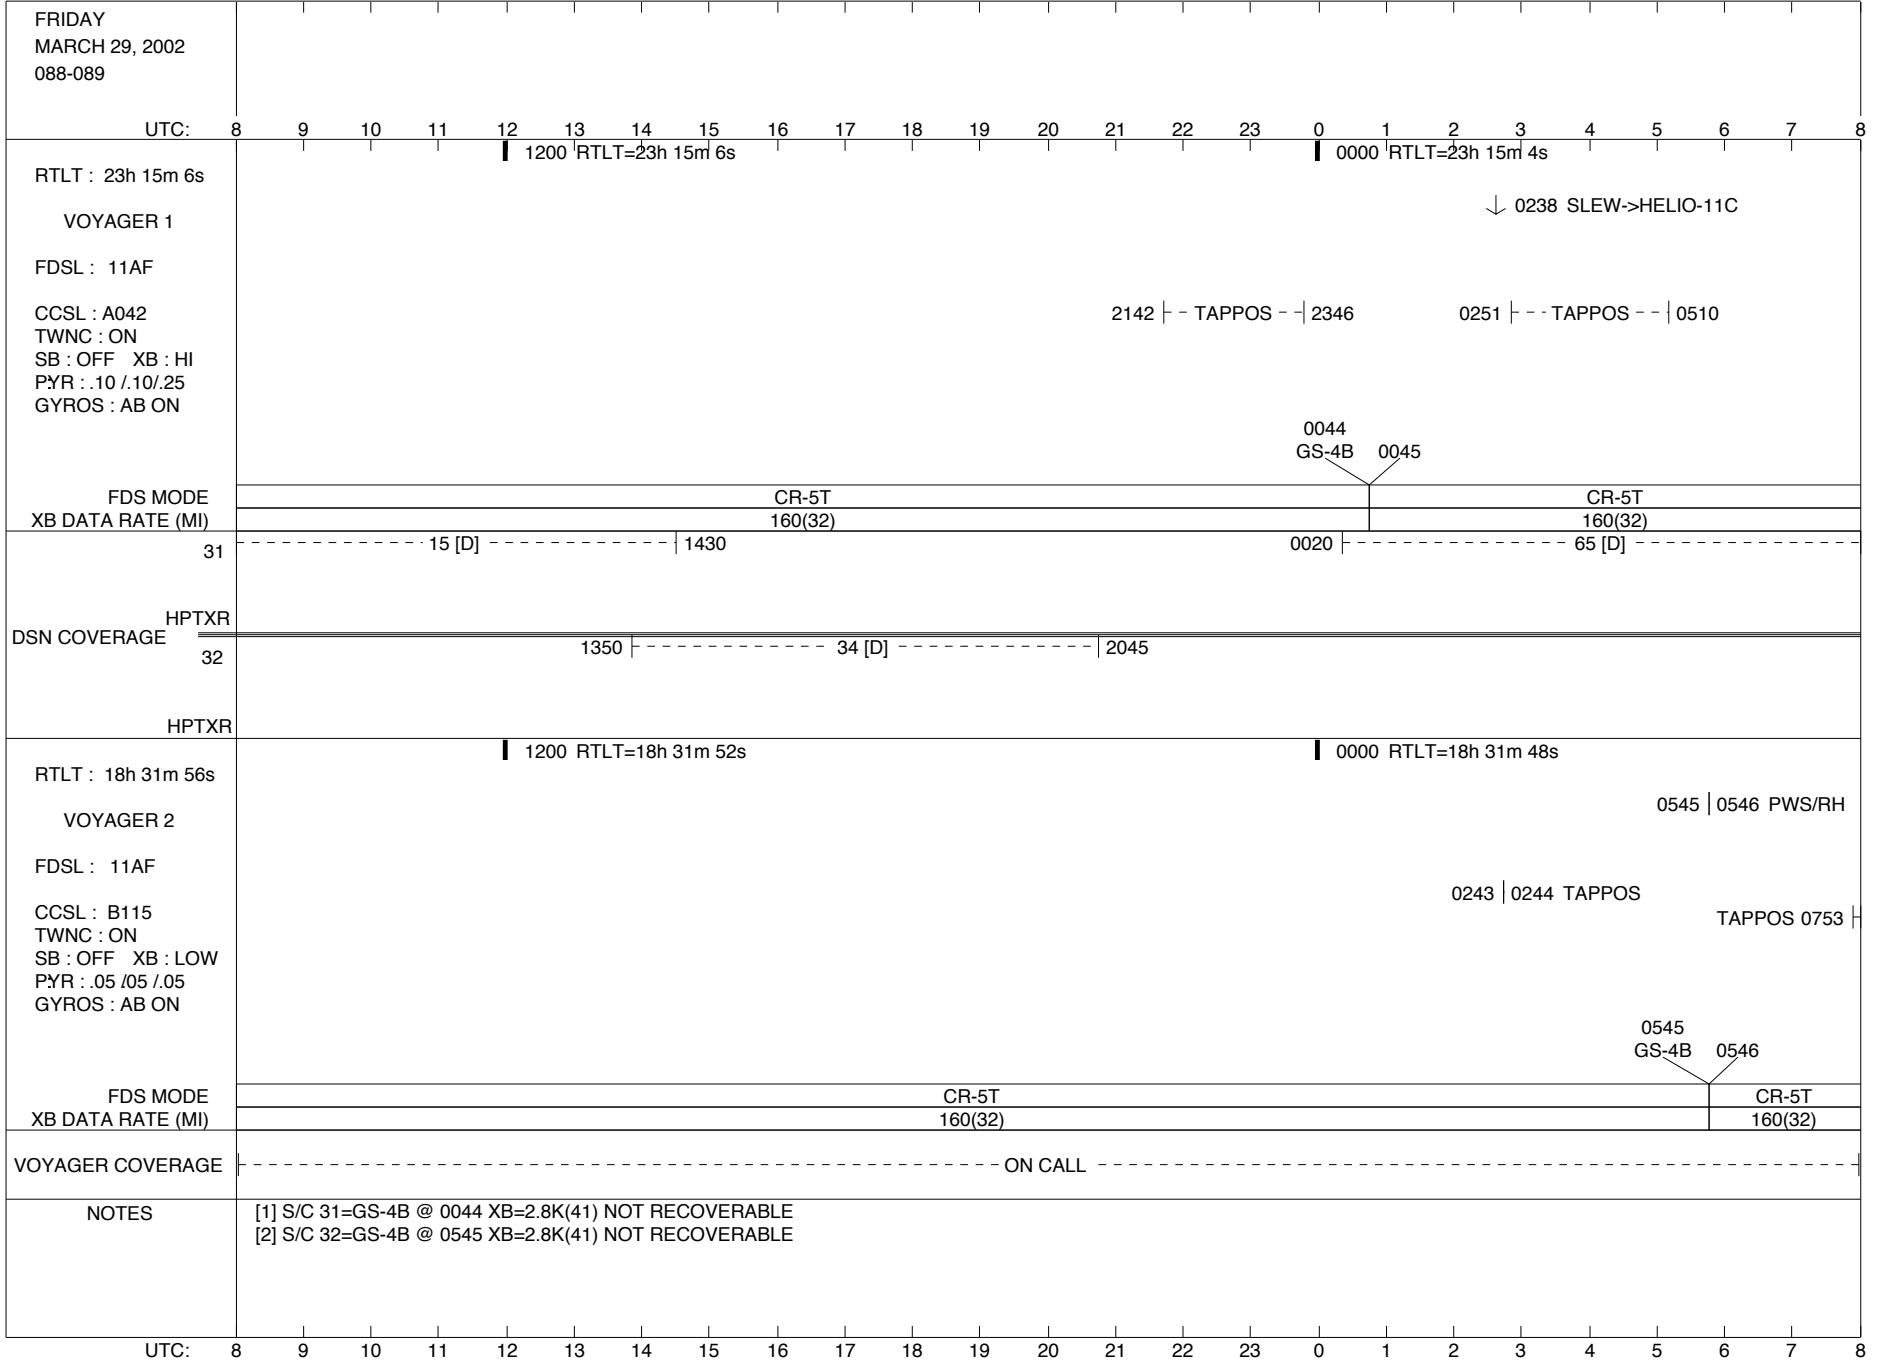 FRIDAY
MARCH 29, 2002
088-089
UTC: 8 9 10 11 12 13 14 15 16 17 18 19 20 21 22 23 0 1 2 3 4 5 6 7 8
1200 RTLT=23h 15m 6s 0000 RTLT=23h 15m 4s
RTLT : 23h 15m 6s
0238 SLEW->HELIO-11C
VOYAGER 1
FDSL : 11AF
CCSL : A042 2142 TAPPOS 2346 0251 TAPPOS 0510
TWNC : ON
SB : OFF XB : HI
P:YR : .10 /.10/.25
GYROS : AB ON
0044
GS-4B 0045
FDS MODE CR-5T CR-5T
XB DATA RATE (MI) 160(32) 160(32)
31 15 [D] 1430 0020 65 [D]
HPTXR
DSN COVERAGE
32 1350 34 [D] 2045
HPTXR
1200 RTLT=18h 31m 52s 0000 RTLT=18h 31m 48s
RTLT : 18h 31m 56s
0545 0546 PWS/RH
VOYAGER 2
FDSL : 11AF
0243 0244 TAPPOS
CCSL : B115 TAPPOS 0753
TWNC : ON
SB : OFF XB : LOW
P:YR : .05 /05 /.05
GYROS : AB ON
0545
GS-4B 0546
FDS MODE CR-5T CR-5T
XB DATA RATE (MI) 160(32) 160(32)
VOYAGER COVERAGE ON CALL
NOTES [1] S/C 31=GS-4B @ 0044 XB=2.8K(41) NOT RECOVERABLE
[2] S/C 32=GS-4B @ 0545 XB=2.8K(41) NOT RECOVERABLE
UTC: 8 9 10 11 12 13 14 15 16 17 18 19 20 21 22 23 0 1 2 3 4 5 6 7 8